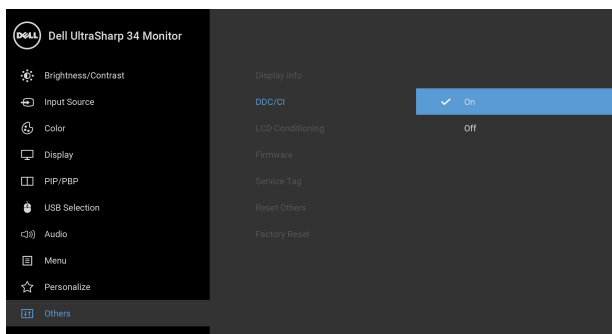 DELL Dell UltraSharp 34 Monitor
Brightness/Contrast
Display Info
Input Source
DDC/CI
On
Color
LCD Conditioning
Off
Display
Firmware
PIP/PBP
Service Tag
USB Selection
Reset Others
Audio
Factory Reset
Menu
Personalize
Others